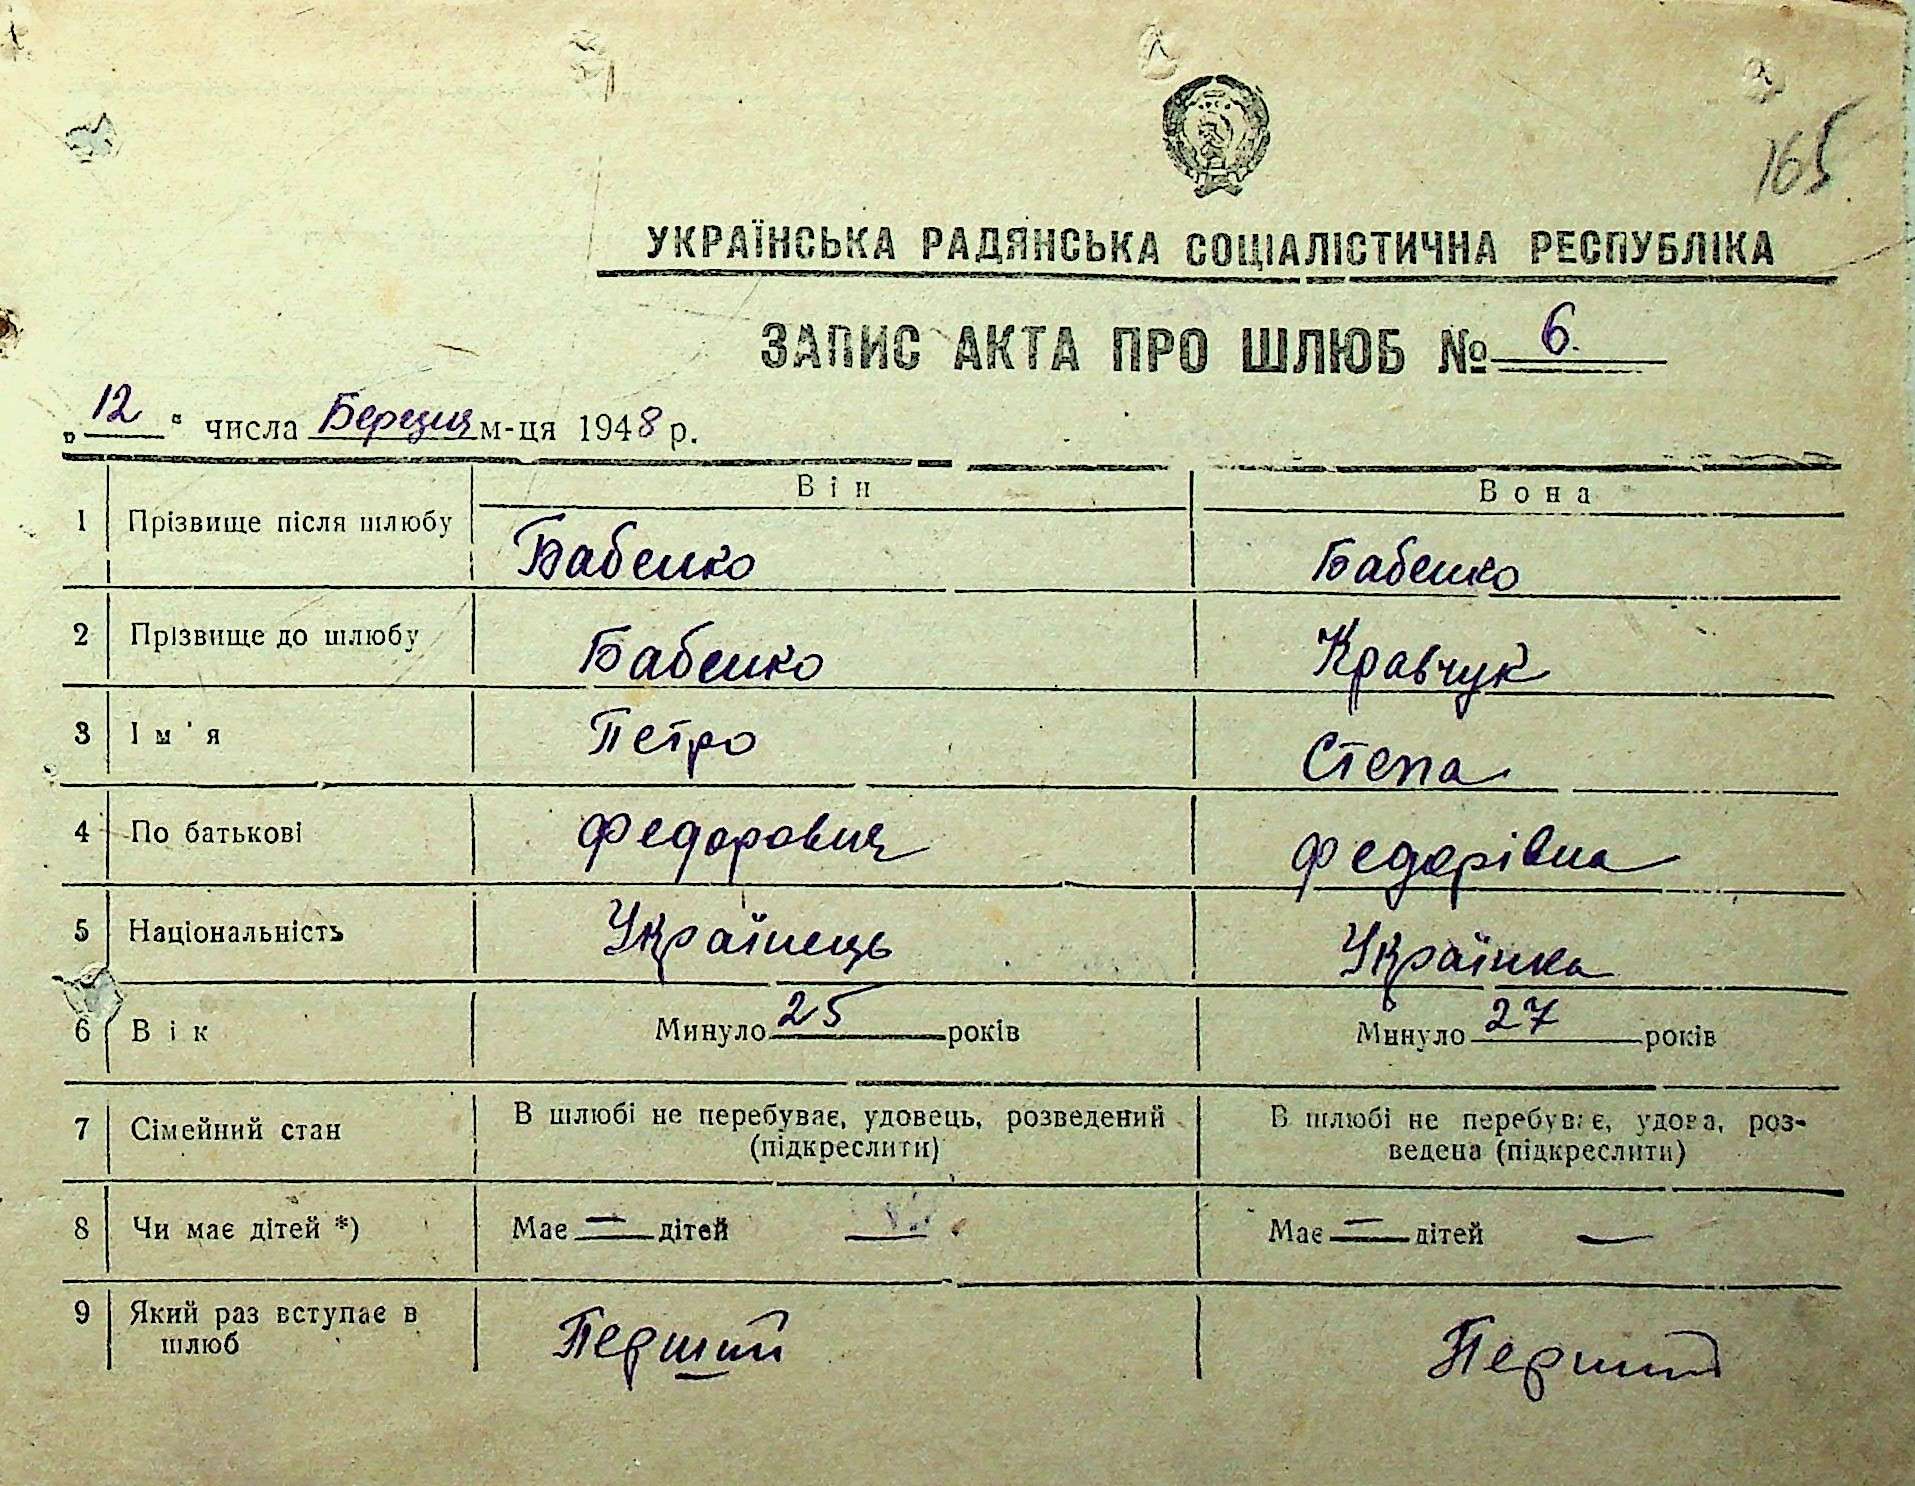 165
УКРАЇНСЬКА РАДЯНСЬКА СОЦІАЛІСТИЧНА РЕСПУБЛІКА
ЗАПИС АКТА ПРО ШЛЮБ № 6.
„12“ числа Березня м-ця 1948 р.
Він Вона
1 Прізвище після шлюбу Бабенко Бабенко
2 Прізвище до шлюбу Бабенко Кравчук
3 Ім'я Петро Степа
4 По батькові Федорович Федорівна
5 Національність Українець Українка
6 Вік Минуло 25 років Минуло 27 років
7 Сімейний стан В шлюбі не перебуває, удовець, розведений (підкреслити) В шлюбі не перебуває, удова, роз-
ведена (підкреслити)
8 Чи має дітей *) Має — дітей — Має — дітей —
9 Який раз вступає в шлюб Перший Перший